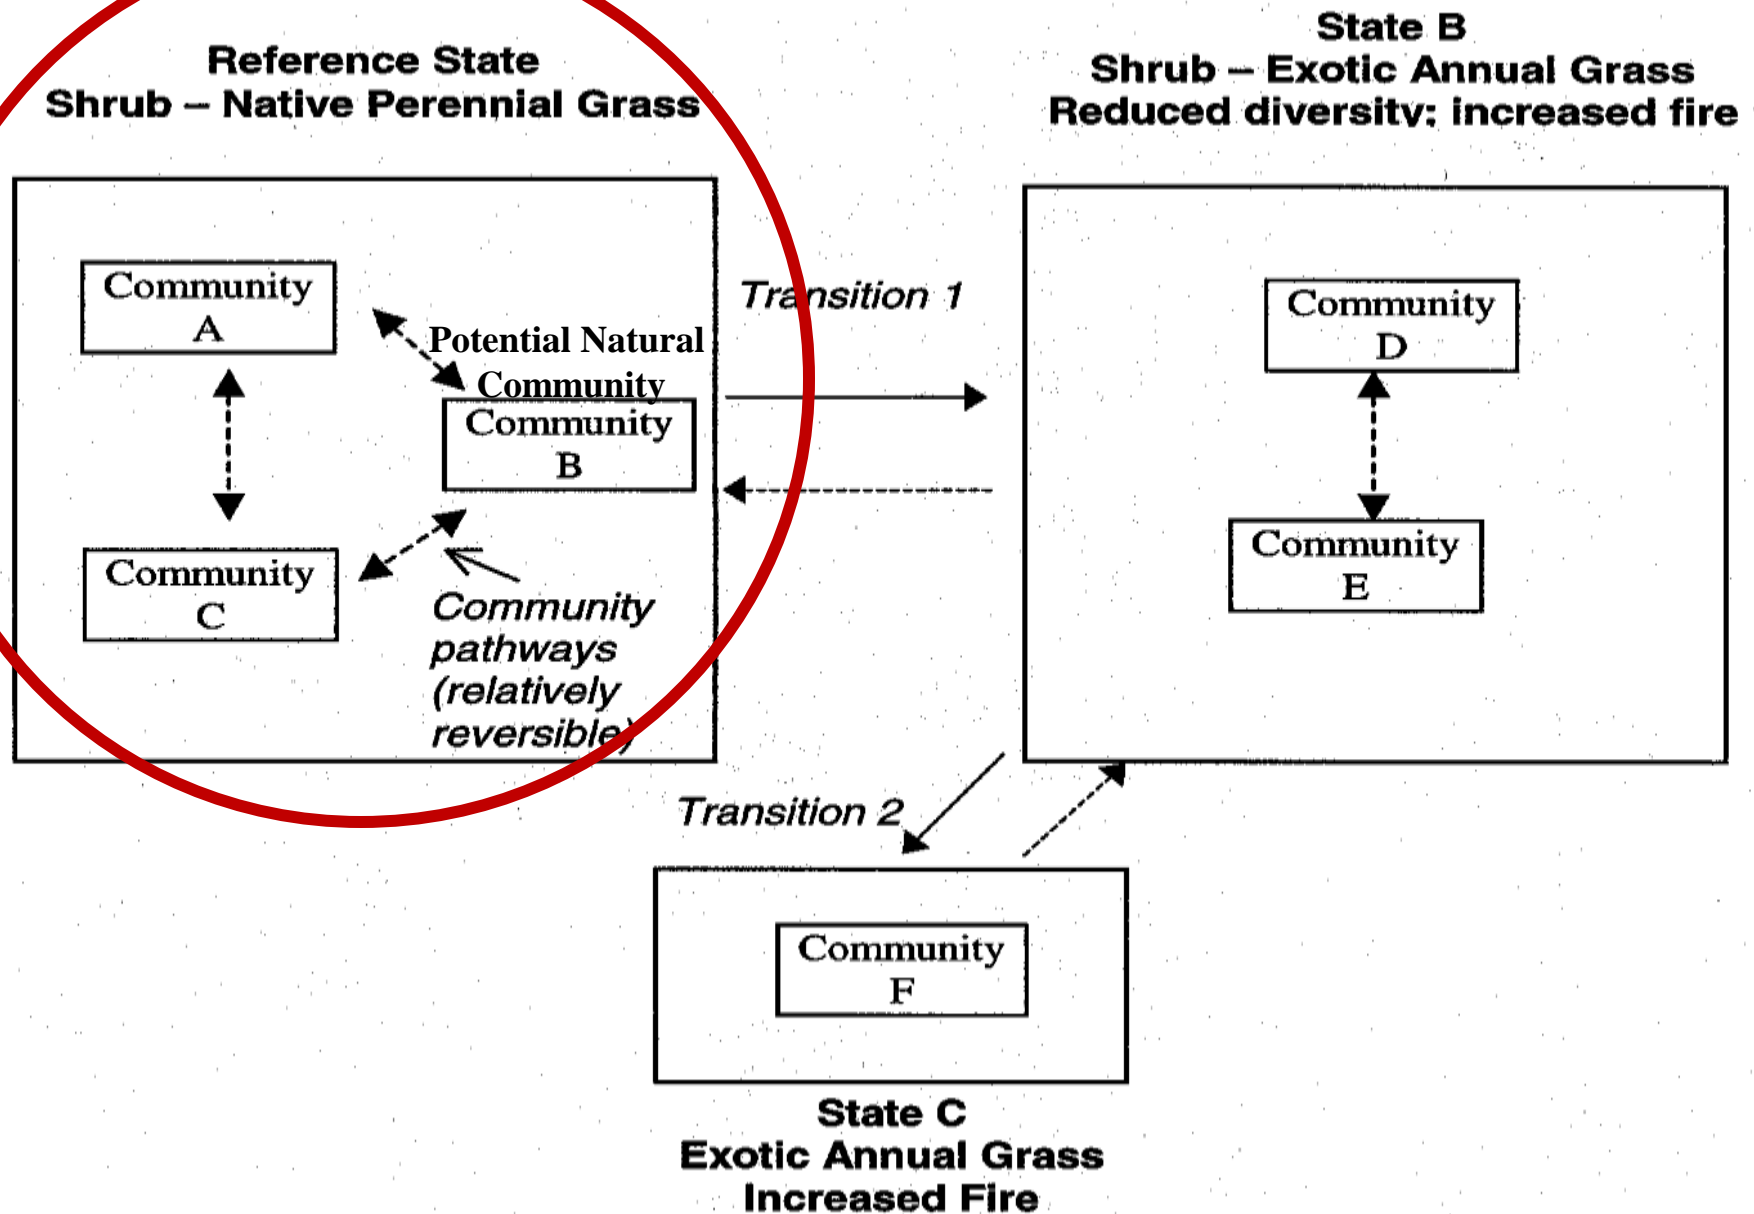 Reference State
Shrub – Native Perennial Grass
State B
Shrub – Exotic Annual Grass
Reduced diversity; increased fire
Community
A
Potential Natural
Community
Community
B
Community
C
Community
pathways
(relatively
reversible)
Transition 1
Community
D
Community
E
Transition 2
Community
F
State C
Exotic Annual Grass
Increased Fire